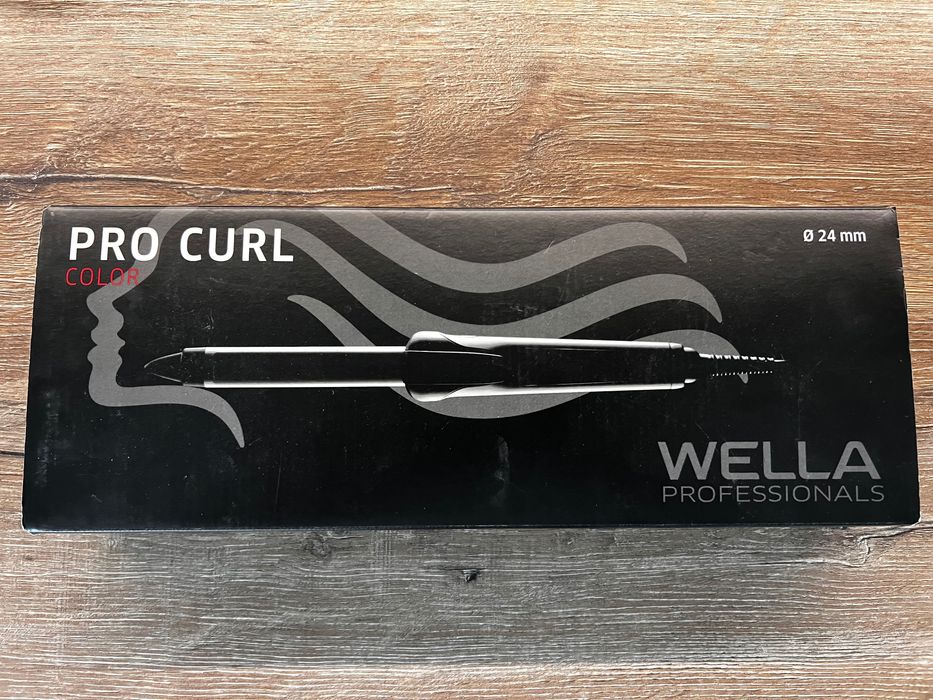 PRO CURL
COLOR
Ø 24 mm
WELLA
PROFESSIONALS